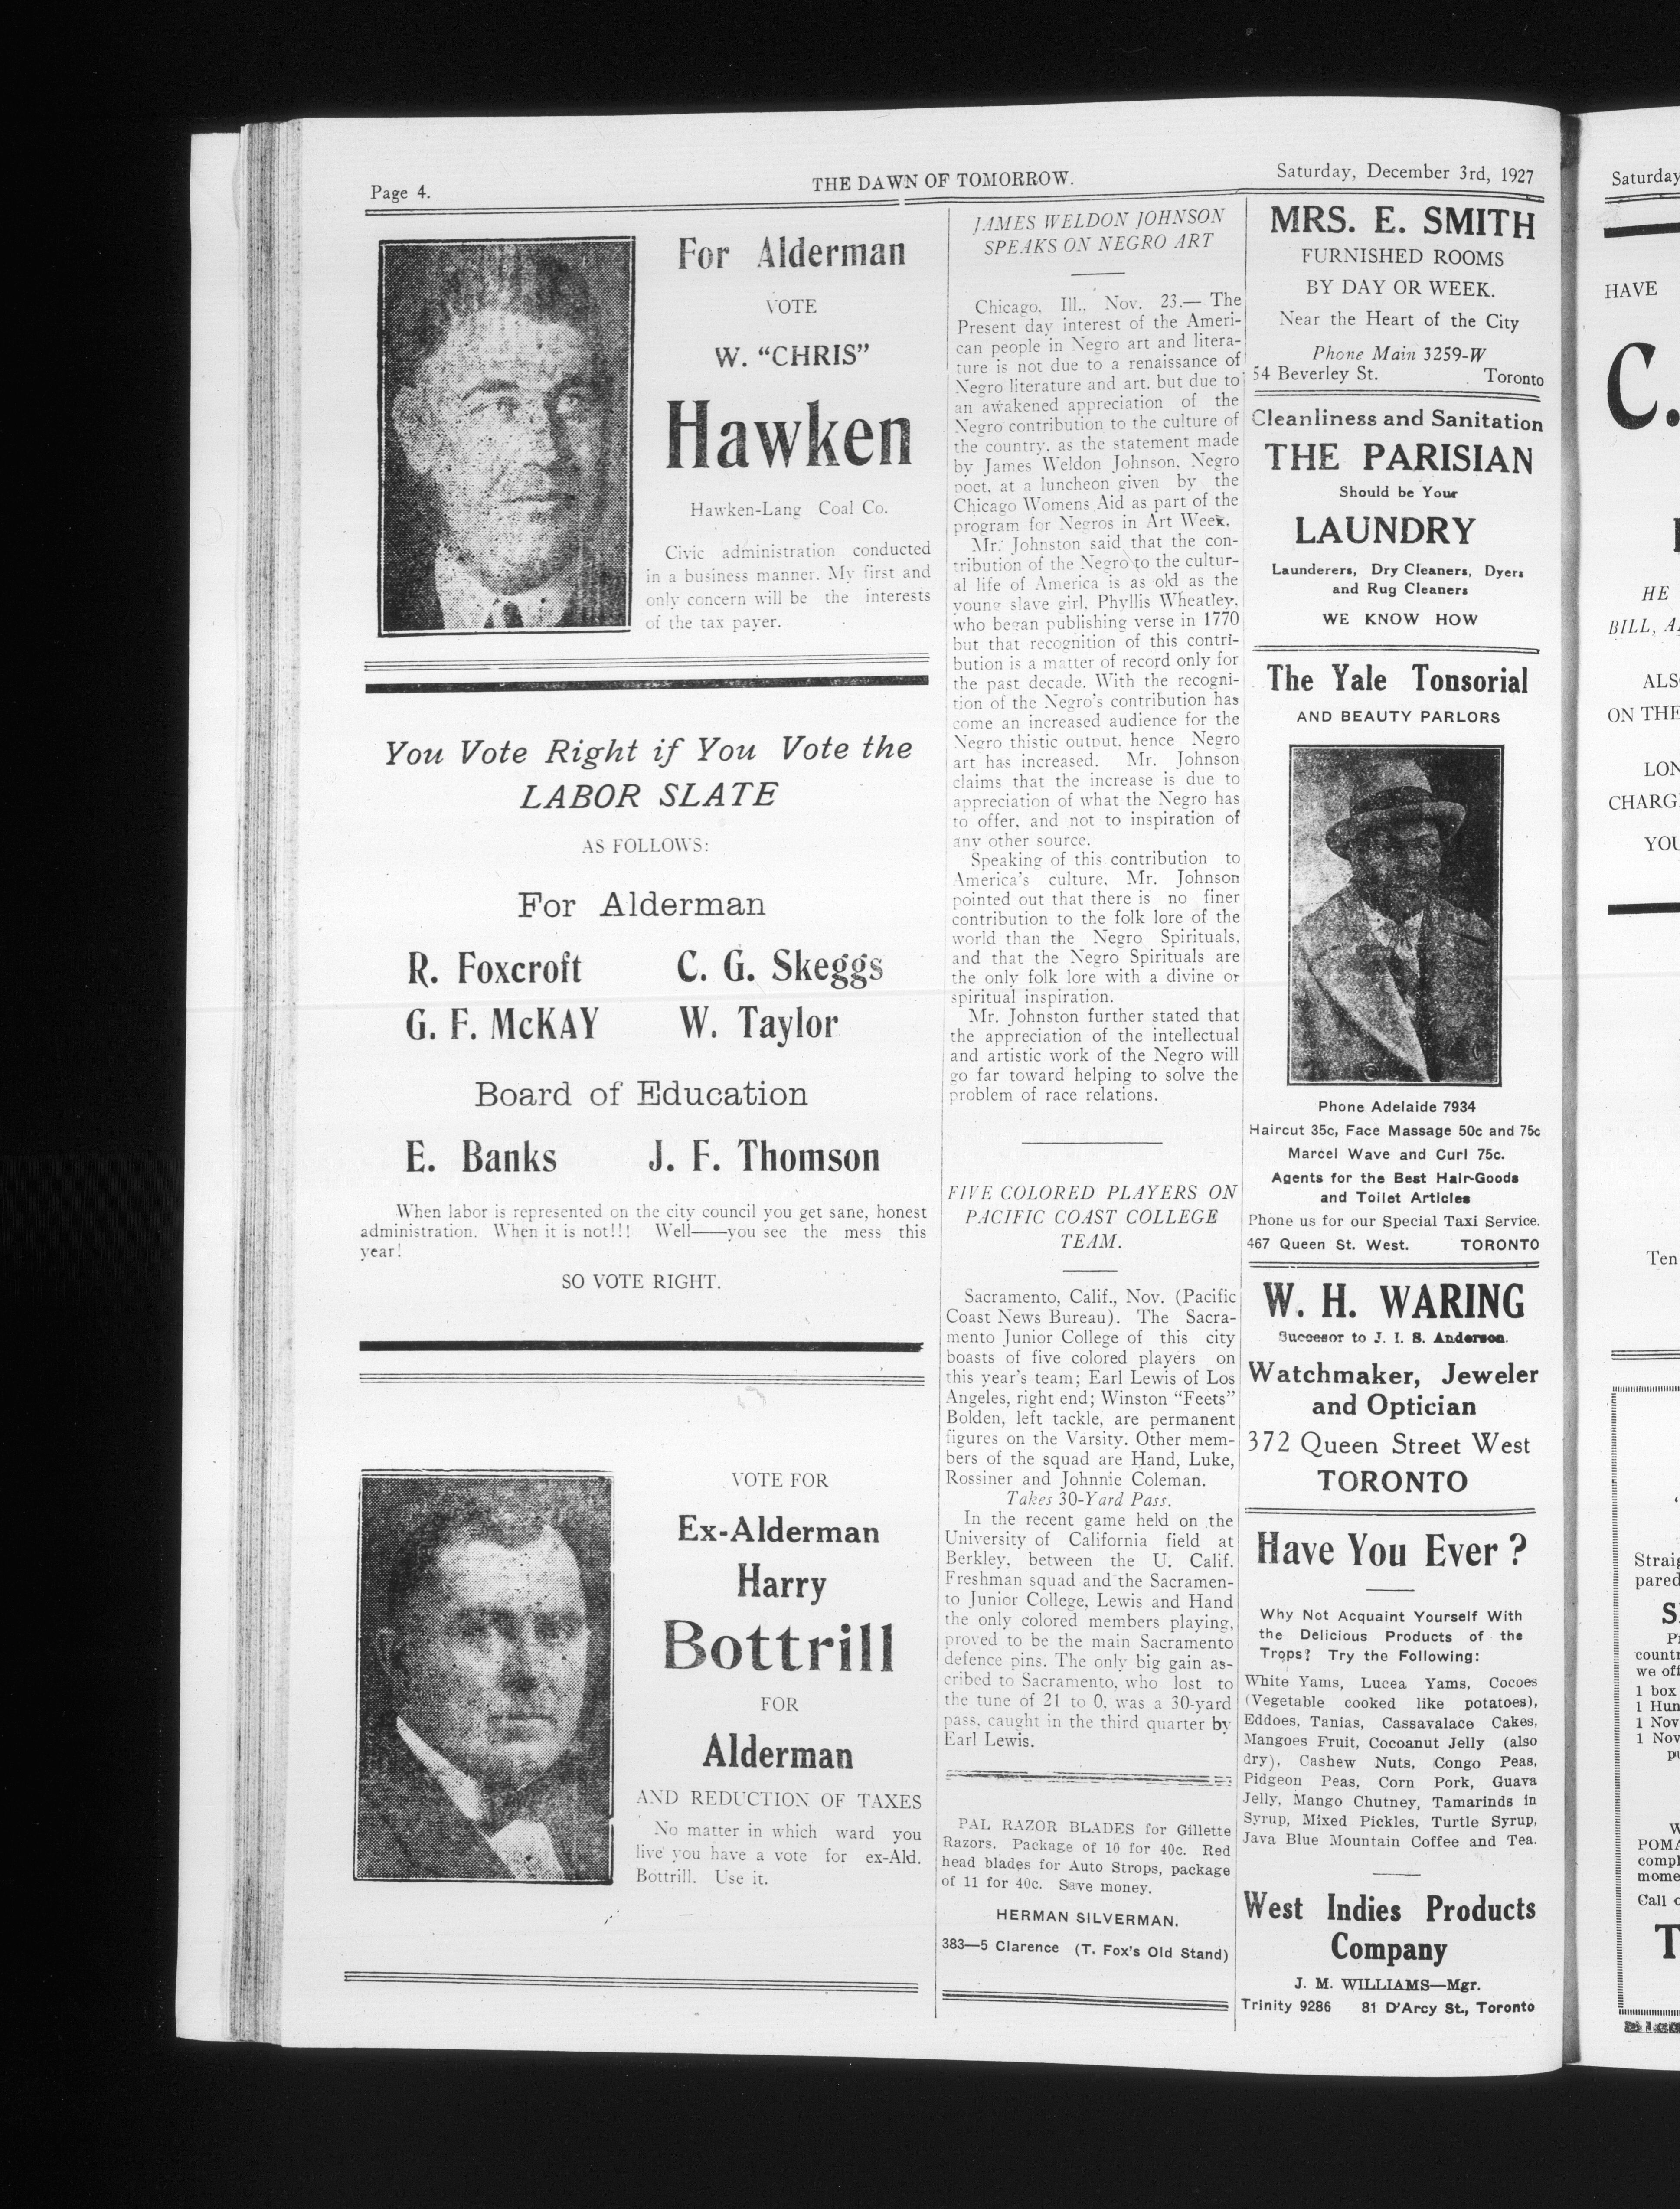 Page 4.
THE DAWN OF TOMORROW.
Saturday, December 3rd, 1927
For Alderman
VOTE
W. “CHRIS”
Hawken
Hawken-Lang Coal Co.
Civic administration conducted
in a business manner. My first and
only concern will be the interests
of the tax payer.
You Vote Right if You Vote the
LABOR SLATE
AS FOLLOWS:
For Alderman
R. Foxcroft C. G. Skeggs
G. F. McKAY W. Taylor
Board of Education
E. Banks J. F. Thomson
When labor is represented on the city council you get sane, honest
administration. When it is not!!! Well——you see the mess this
year!
SO VOTE RIGHT.
VOTE FOR
Ex-Alderman
Harry
Bottrill
FOR
Alderman
AND REDUCTION OF TAXES
No matter in which ward you
live you have a vote for ex-Ald.
Bottrill. Use it.
JAMES WELDON JOHNSON
SPEAKS ON NEGRO ART
Chicago, Ill., Nov. 23.— The
Present day interest of the Ameri-
can people in Negro art and litera-
ture is not due to a renaissance of
Negro literature and art, but due to
an awakened appreciation of the
Negro contribution to the culture of
the country, as the statement made
by James Weldon Johnson, Negro
poet, at a luncheon given by the
Chicago Womens Aid as part of the
program for Negros in Art Week.
Mr. Johnston said that the con-
tribution of the Negro to the cultur-
al life of America is as old as the
young slave girl, Phyllis Wheatley,
who began publishing verse in 1770
but that recognition of this contri-
bution is a matter of record only for
the past decade. With the recogni-
tion of the Negro's contribution has
come an increased audience for the
Negro thistic output, hence Negro
art has increased. Mr. Johnson
claims that the increase is due to
appreciation of what the Negro has
to offer, and not to inspiration of
any other source.
Speaking of this contribution to
America's culture, Mr. Johnson
pointed out that there is no finer
contribution to the folk lore of the
world than the Negro Spirituals,
and that the Negro Spirituals are
the only folk lore with a divine or
spiritual inspiration.
Mr. Johnston further stated that
the appreciation of the intellectual
and artistic work of the Negro will
go far toward helping to solve the
problem of race relations.
FIVE COLORED PLAYERS ON
PACIFIC COAST COLLEGE
TEAM.
Sacramento, Calif., Nov. (Pacific
Coast News Bureau). The Sacra-
mento Junior College of this city
boasts of five colored players on
this year's team; Earl Lewis of Los
Angeles, right end; Winston “Feets”
Bolden, left tackle, are permanent
figures on the Varsity. Other mem-
bers of the squad are Hand, Luke,
Rossiner and Johnnie Coleman.
Takes 30-Yard Pass.
In the recent game held on the
University of California field at
Berkley, between the U. Calif.
Freshman squad and the Sacramen-
to Junior College, Lewis and Hand
the only colored members playing,
proved to be the main Sacramento
defence pins. The only big gain as-
cribed to Sacramento, who lost to
the tune of 21 to 0, was a 30-yard
pass, caught in the third quarter by
Earl Lewis.
PAL RAZOR BLADES for Gillette
Razors. Package of 10 for 40c. Red
head blades for Auto Strops, package
of 11 for 40c. Save money.
HERMAN SILVERMAN.
383—5 Clarence (T. Fox's Old Stand)
MRS. E. SMITH
FURNISHED ROOMS
BY DAY OR WEEK.
Near the Heart of the City
Phone Main 3259-W
54 Beverley St. Toronto
Cleanliness and Sanitation
THE PARISIAN
Should be Your
LAUNDRY
Launderers, Dry Cleaners, Dyers
and Rug Cleaners
WE KNOW HOW
The Yale Tonsorial
AND BEAUTY PARLORS
Phone Adelaide 7934
Haircut 35c, Face Massage 50c and 75c
Marcel Wave and Curl 75c.
Agents for the Best Hair-Goods
and Toilet Articles
Phone us for our Special Taxi Service.
467 Queen St. West. TORONTO
W. H. WARING
Succesor to J. I. S. Anderson.
Watchmaker, Jeweler
and Optician
372 Queen Street West
TORONTO
Have You Ever?
Why Not Acquaint Yourself With
the Delicious Products of the
Trops? Try the Following:
White Yams, Lucea Yams, Cocoes
(Vegetable cooked like potatoes),
Eddoes, Tanias, Cassavalace Cakes,
Mangoes Fruit, Cocoanut Jelly (also
dry), Cashew Nuts, Congo Peas,
Pidgeon Peas, Corn Pork, Guava
Jelly, Mango Chutney, Tamarinds in
Syrup, Mixed Pickles, Turtle Syrup,
Java Blue Mountain Coffee and Tea.
West Indies Products
Company
J. M. WILLIAMS—Mgr.
Trinity 9286 81 D'Arcy St., Toronto
Saturday
HAVE
C.
HE
BILL,
ON THE
YOU
Ten
1 box
1 Nov
1 Nov
Call